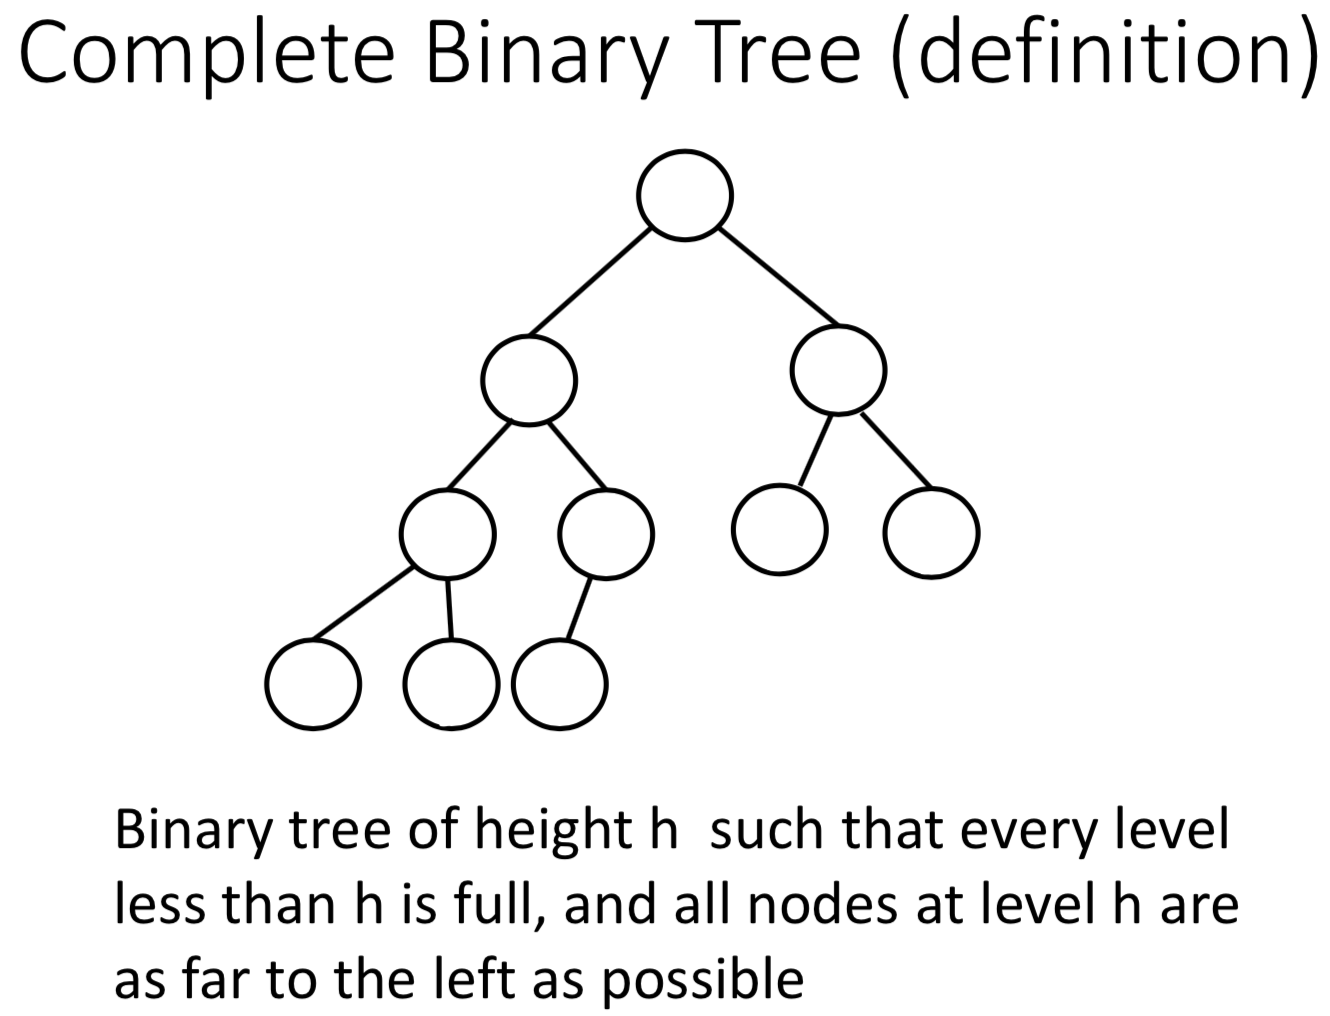 Complete Binary Tree (definition)
Binary tree of height h  such that every level
less than h is full, and all nodes at level h are
as far to the left as possible